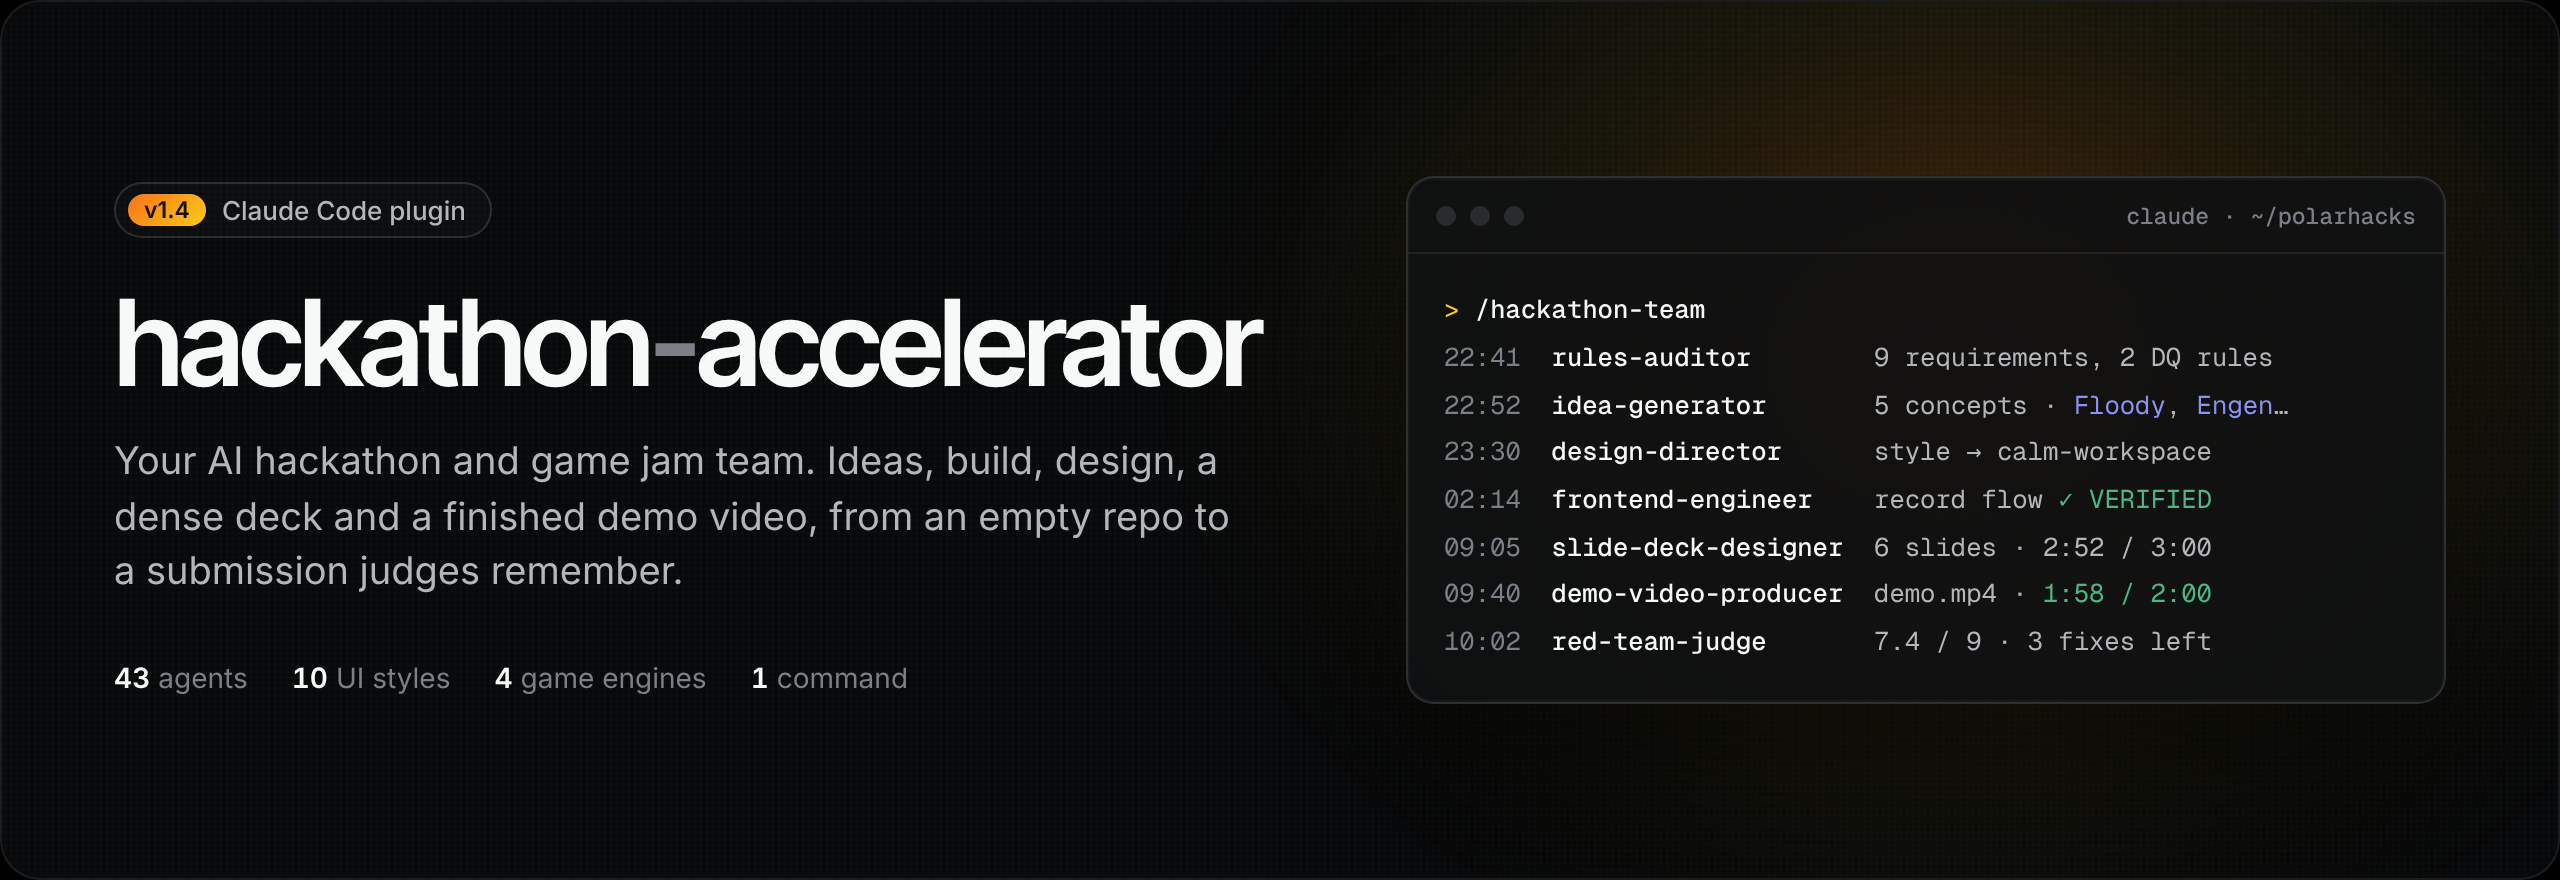 v1.4 Claude Code plugin
hackathon-accelerator
Your AI hackathon and game jam team. Ideas, build, design, a
dense deck and a finished demo video, from an empty repo to
a submission judges remember.
43 agents 10 UI styles 4 game engines 1 command
claude · ~/polarhacks
> /hackathon-team
22:41 rules-auditor 9 requirements, 2 DQ rules
22:52 idea-generator 5 concepts · Floody, Engen…
23:30 design-director style → calm-workspace
02:14 frontend-engineer record flow ✓ VERIFIED
09:05 slide-deck-designer 6 slides · 2:52 / 3:00
09:40 demo-video-producer demo.mp4 · 1:58 / 2:00
10:02 red-team-judge 7.4 / 9 · 3 fixes left